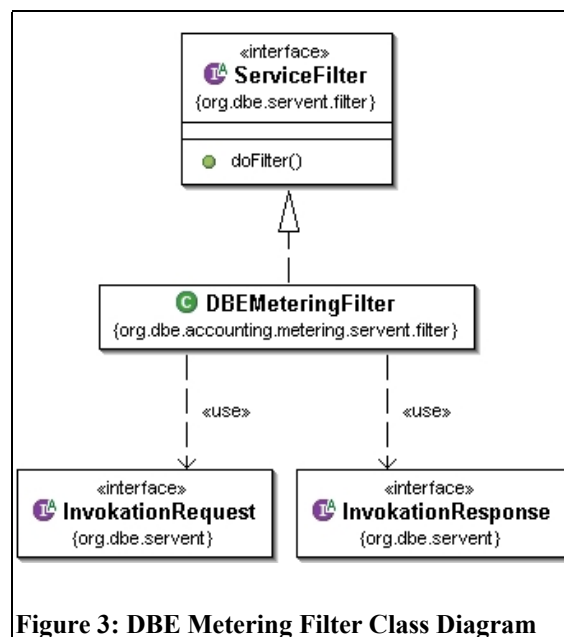 «interface»
ServiceFilter
{org.dbe.servent.filter}
doFilter()
DBEMeteringFilter
{org.dbe.accounting.metering.servent.filter}
«use»
«use»
«interface»
InvokationRequest
{org.dbe.servent}
«interface»
InvokationResponse
{org.dbe.servent}
Figure 3: DBE Metering Filter Class Diagram